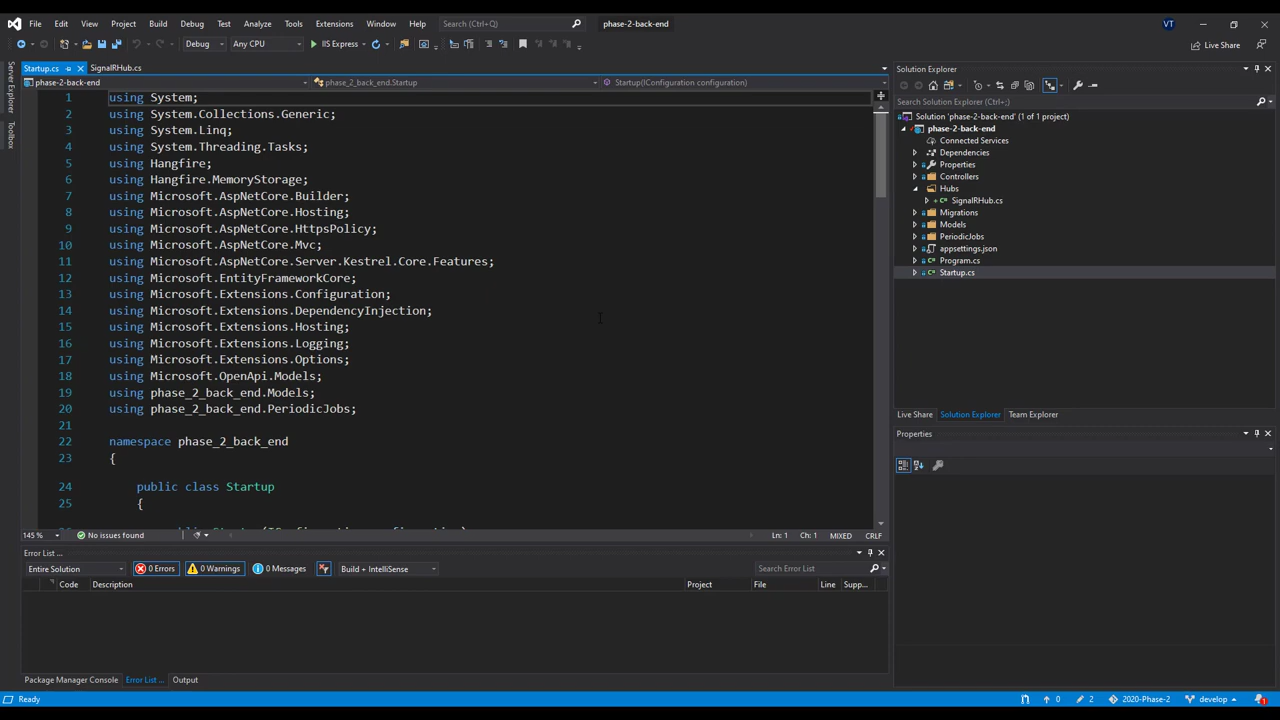 File Edit View Project Build Debug Test Analyze Tools Extensions Window Help Search (Ctrl+Q) phase-2-back-end VT
Debug Any CPU IIS Express Live Share
Server Explorer
Toolbox
Startup.cs SignalRHub.cs
phase-2-back-end phase_2_back_end.Startup Startup(IConfiguration configuration)
1 using System;
2 using System.Collections.Generic;
3 using System.Linq;
4 using System.Threading.Tasks;
5 using Hangfire;
6 using Hangfire.MemoryStorage;
7 using Microsoft.AspNetCore.Builder;
8 using Microsoft.AspNetCore.Hosting;
9 using Microsoft.AspNetCore.HttpsPolicy;
10 using Microsoft.AspNetCore.Mvc;
11 using Microsoft.AspNetCore.Server.Kestrel.Core.Features;
12 using Microsoft.EntityFrameworkCore;
13 using Microsoft.Extensions.Configuration;
14 using Microsoft.Extensions.DependencyInjection;
15 using Microsoft.Extensions.Hosting;
16 using Microsoft.Extensions.Logging;
17 using Microsoft.Extensions.Options;
18 using Microsoft.OpenApi.Models;
19 using phase_2_back_end.Models;
20 using phase_2_back_end.PeriodicJobs;
21
22 namespace phase_2_back_end
23 {
24 public class Startup
25 {
145 % No issues found Ln: 1 Ch: 1 MIXED CRLF
Error List ...
Entire Solution 0 Errors 0 Warnings 0 Messages Build + IntelliSense Search Error List
Code Description Project File Line Supp...
Package Manager Console Error List ... Output
Solution Explorer
Search Solution Explorer (Ctrl+;)
Solution 'phase-2-back-end' (1 of 1 project)
phase-2-back-end
Connected Services
Dependencies
Properties
Controllers
Hubs
SignalRHub.cs
Migrations
Models
PeriodicJobs
appsettings.json
Program.cs
Startup.cs
Live Share Solution Explorer Team Explorer
Properties
Ready 0 2 2020-Phase-2 develop 1